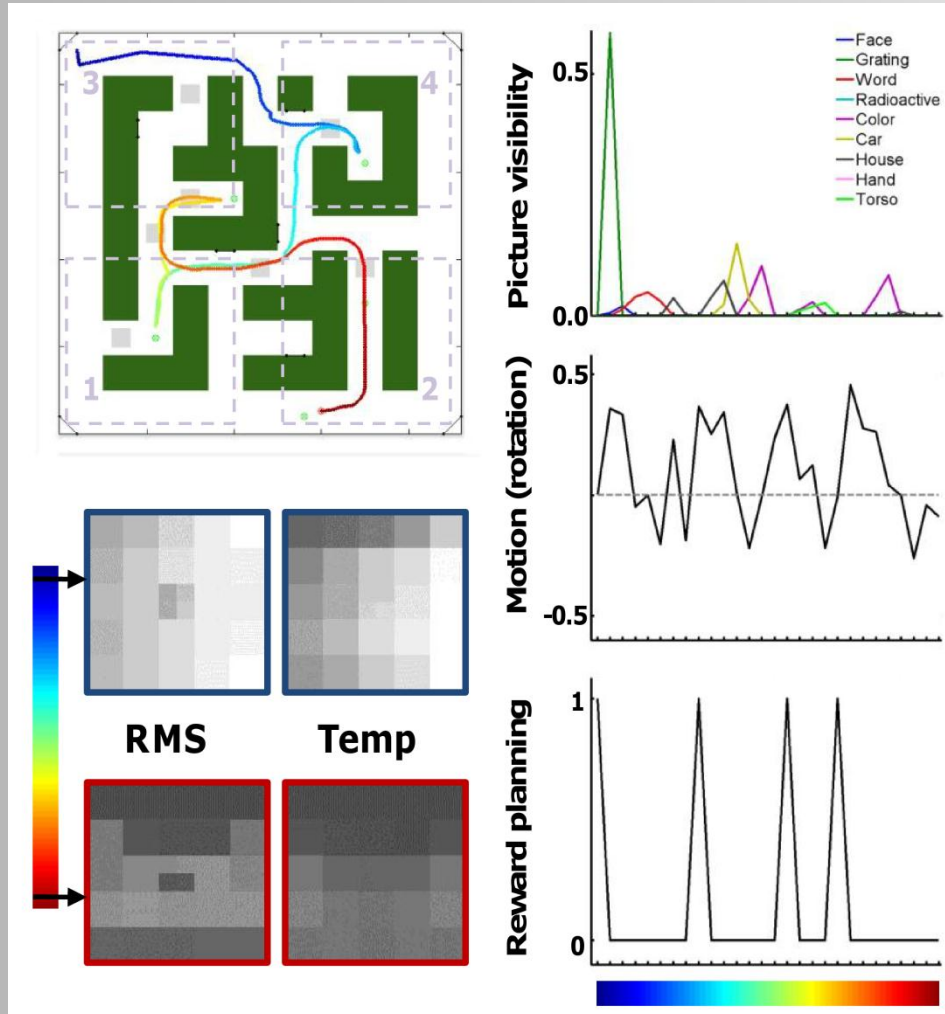 3
4
1
2
RMS
Temp
Picture visibility
0.5
0.0
Face
Grating
Word
Radioactive
Color
Car
House
Hand
Torso
Motion (rotation)
0.5
-0.5
Reward planning
1
0